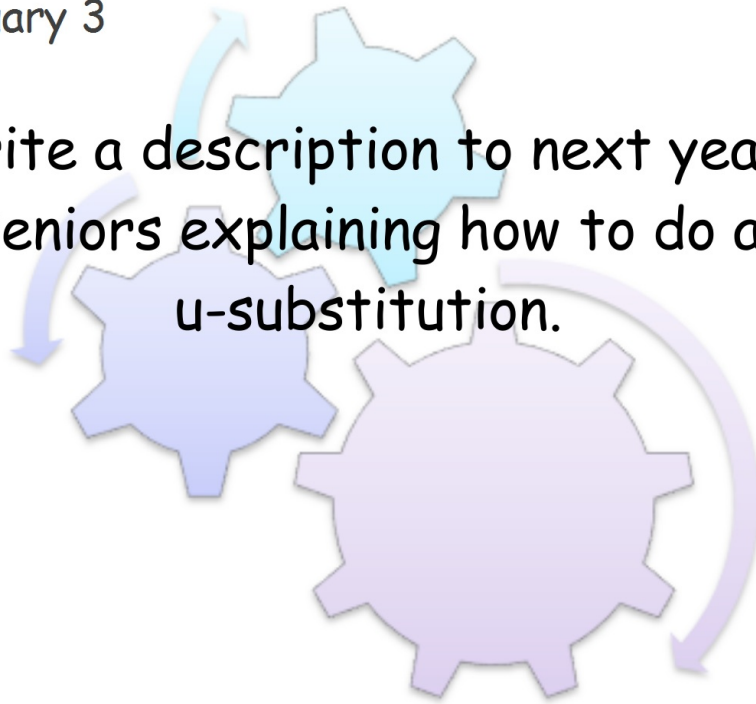 ary 3
ite a description to next yea
eniors explaining how to do a
u-substitution.